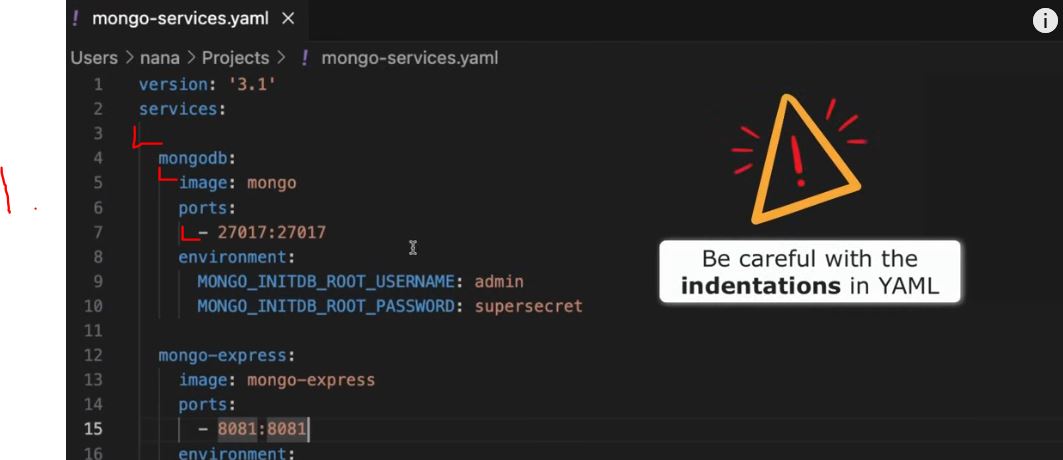 ! mongo-services.yaml ×
i
Users > nana > Projects > ! mongo-services.yaml
1 version: '3.1'
2 services:
3
4 mongodb:
5 image: mongo
6 ports:
7 - 27017:27017
8 environment:
9 MONGO_INITDB_ROOT_USERNAME: admin
10 MONGO_INITDB_ROOT_PASSWORD: supersecret
11
12 mongo-express:
13 image: mongo-express
14 ports:
15 - 8081:8081
16 environment:
!
Be careful with the
indentations in YAML